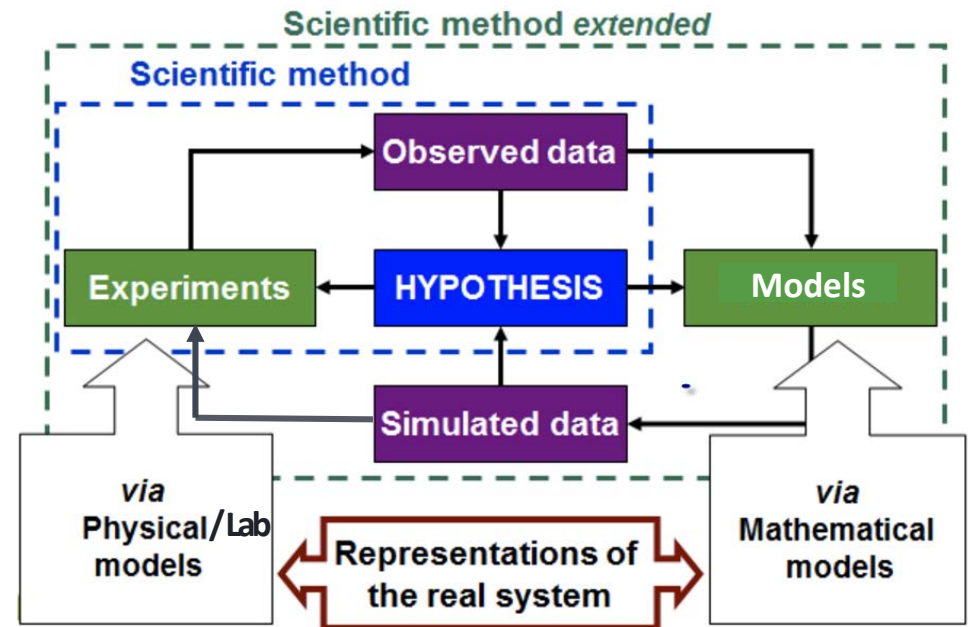 Scientific method extended
Scientific method
Observed data
Experiments
HYPOTHESIS
Models
Simulated data
via
Physical/Lab
models
Representations of
the real system
via
Mathematical
models